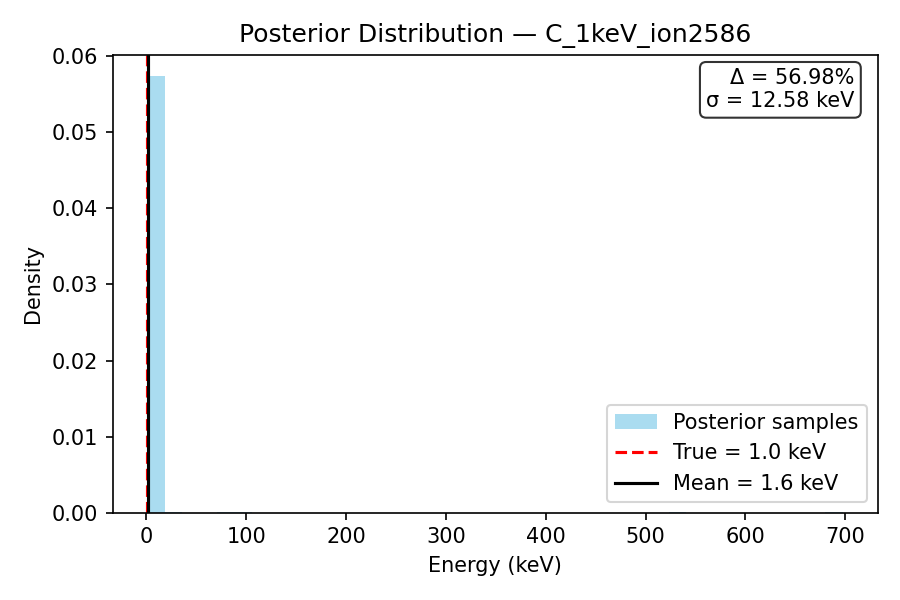 Posterior Distribution — C_1keV_ion2586
Δ = 56.98%
σ = 12.58 keV
Density
0.06
0.05
0.04
0.03
0.02
0.01
0.00
Posterior samples
True = 1.0 keV
Mean = 1.6 keV
0 100 200 300 400 500 600 700
Energy (keV)